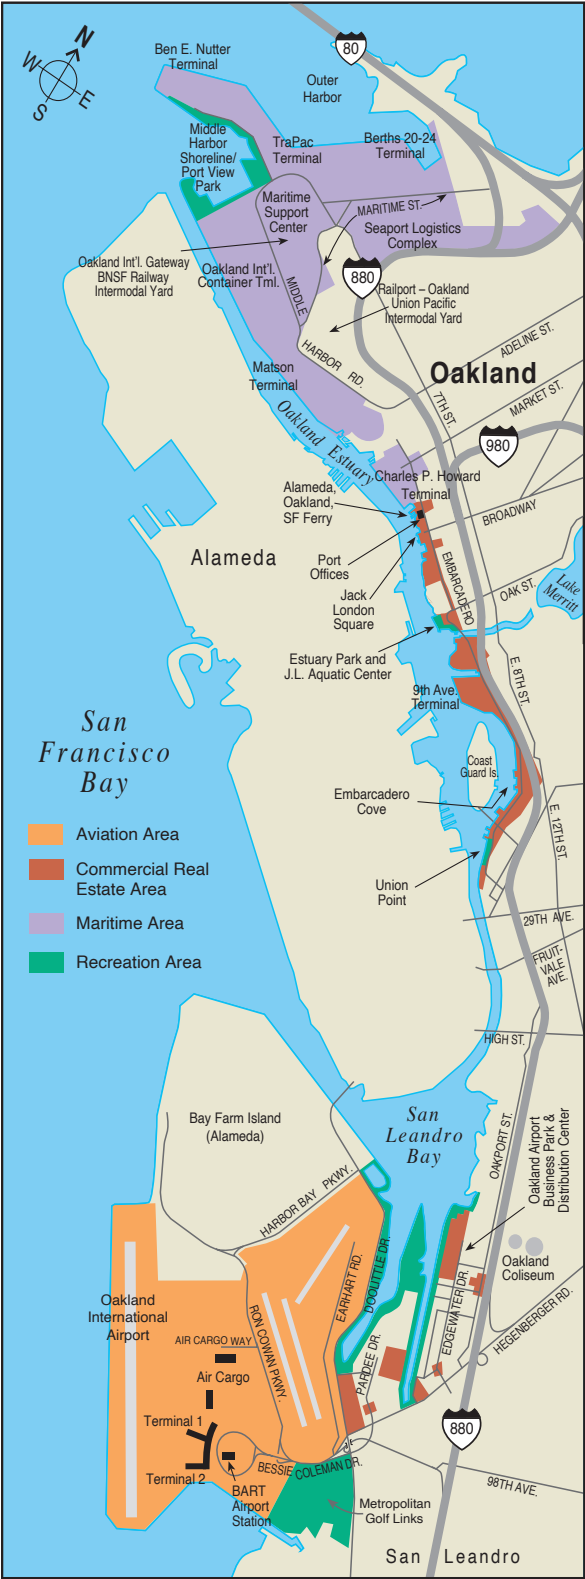 N
W
E
S
Ben E. Nutter
Terminal
80
Outer
Harbor
Middle
Harbor
Shoreline/
Port View
Park
TraPac
Terminal
Berths 20-24
Terminal
Maritime
Support
Center
MARITIME ST.
Seaport Logistics
Complex
Oakland Int'l. Gateway
BNSF Railway
Intermodal Yard
Oakland Int'l.
Container Tml.
MIDDLE
HARBOR RD.
880
Railport – Oakland
Union Pacific
Intermodal Yard
ADELINE ST.
Matson
Terminal
Oakland
7TH ST.
MARKET ST.
Oakland Estuary
980
Charles P. Howard
Terminal
Alameda,
Oakland,
SF Ferry
BROADWAY
Alameda
Port
Offices
EMBARCADERO
Jack
London
Square
OAK ST.
Lake
Merritt
Estuary Park and
J.L. Aquatic Center
E. 8TH ST.
9th Ave.
Terminal
San
Francisco
Bay
Coast
Guard Is.
Embarcadero
Cove
E. 12TH ST.
Aviation Area
Commercial Real
Estate Area
Maritime Area
Recreation Area
Union
Point
29TH AVE.
FRUIT-
VALE
AVE.
HIGH ST.
Bay Farm Island
(Alameda)
San
Leandro
Bay
OAKPORT ST.
Oakland Airport
Business Park &
Distribution Center
HARBOR BAY PKWY.
Oakland
Coliseum
DOOLITTLE DR.
EARHART RD.
EDGEWATER DR.
HEGENBERGER RD.
Oakland
International
Airport
RON COWAN PKWY.
AIR CARGO WAY
PARDEE DR.
Air Cargo
Terminal 1
880
Terminal 2
BESSIE COLEMAN DR.
BART
Airport
Station
98TH AVE.
Metropolitan
Golf Links
San Leandro